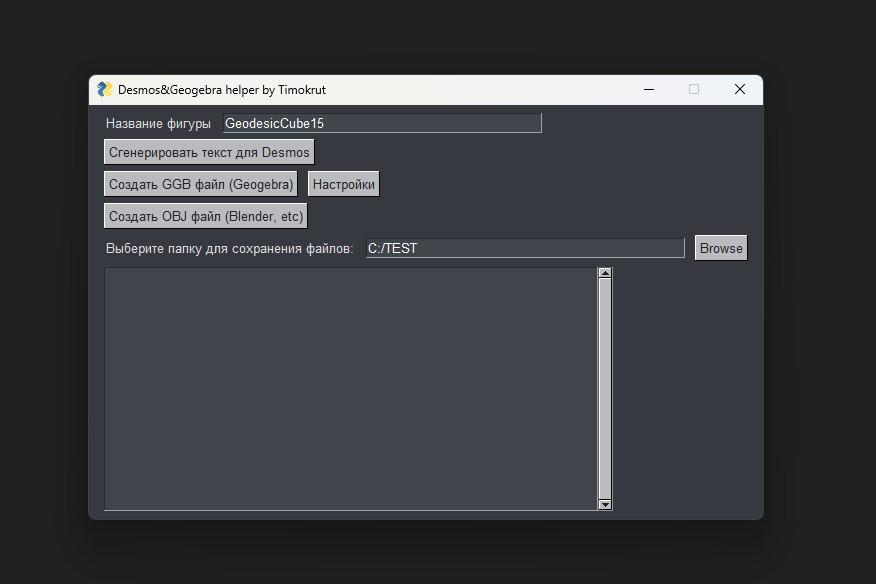 Desmos&Geogebra helper by Timokrut
Название фигуры GeodesicCube15
Сгенерировать текст для Desmos
Создать GGB файл (Geogebra) Настройки
Создать OBJ файл (Blender, etc)
Выберите папку для сохранения файлов: C:/TEST Browse